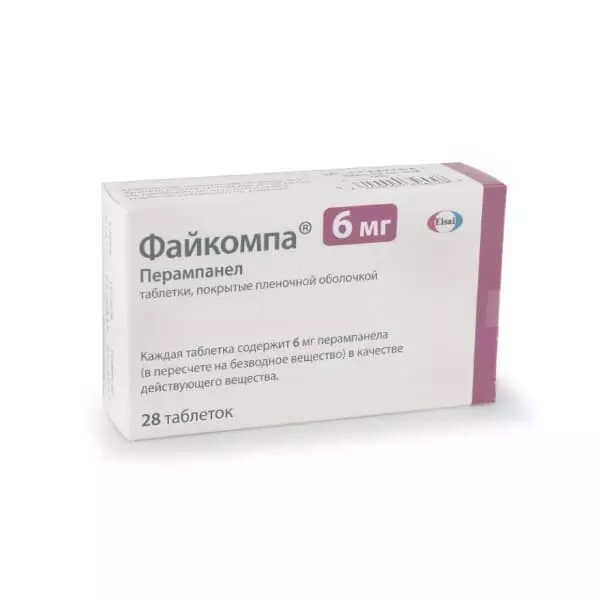 Файкомпа® 6 мг
Eisai
Перампанел
таблетки, покрытые пленочной оболочкой
Каждая таблетка содержит 6 мг перампанела
(в пересчете на безводное вещество) в качестве
действующего вещества.
28 таблеток